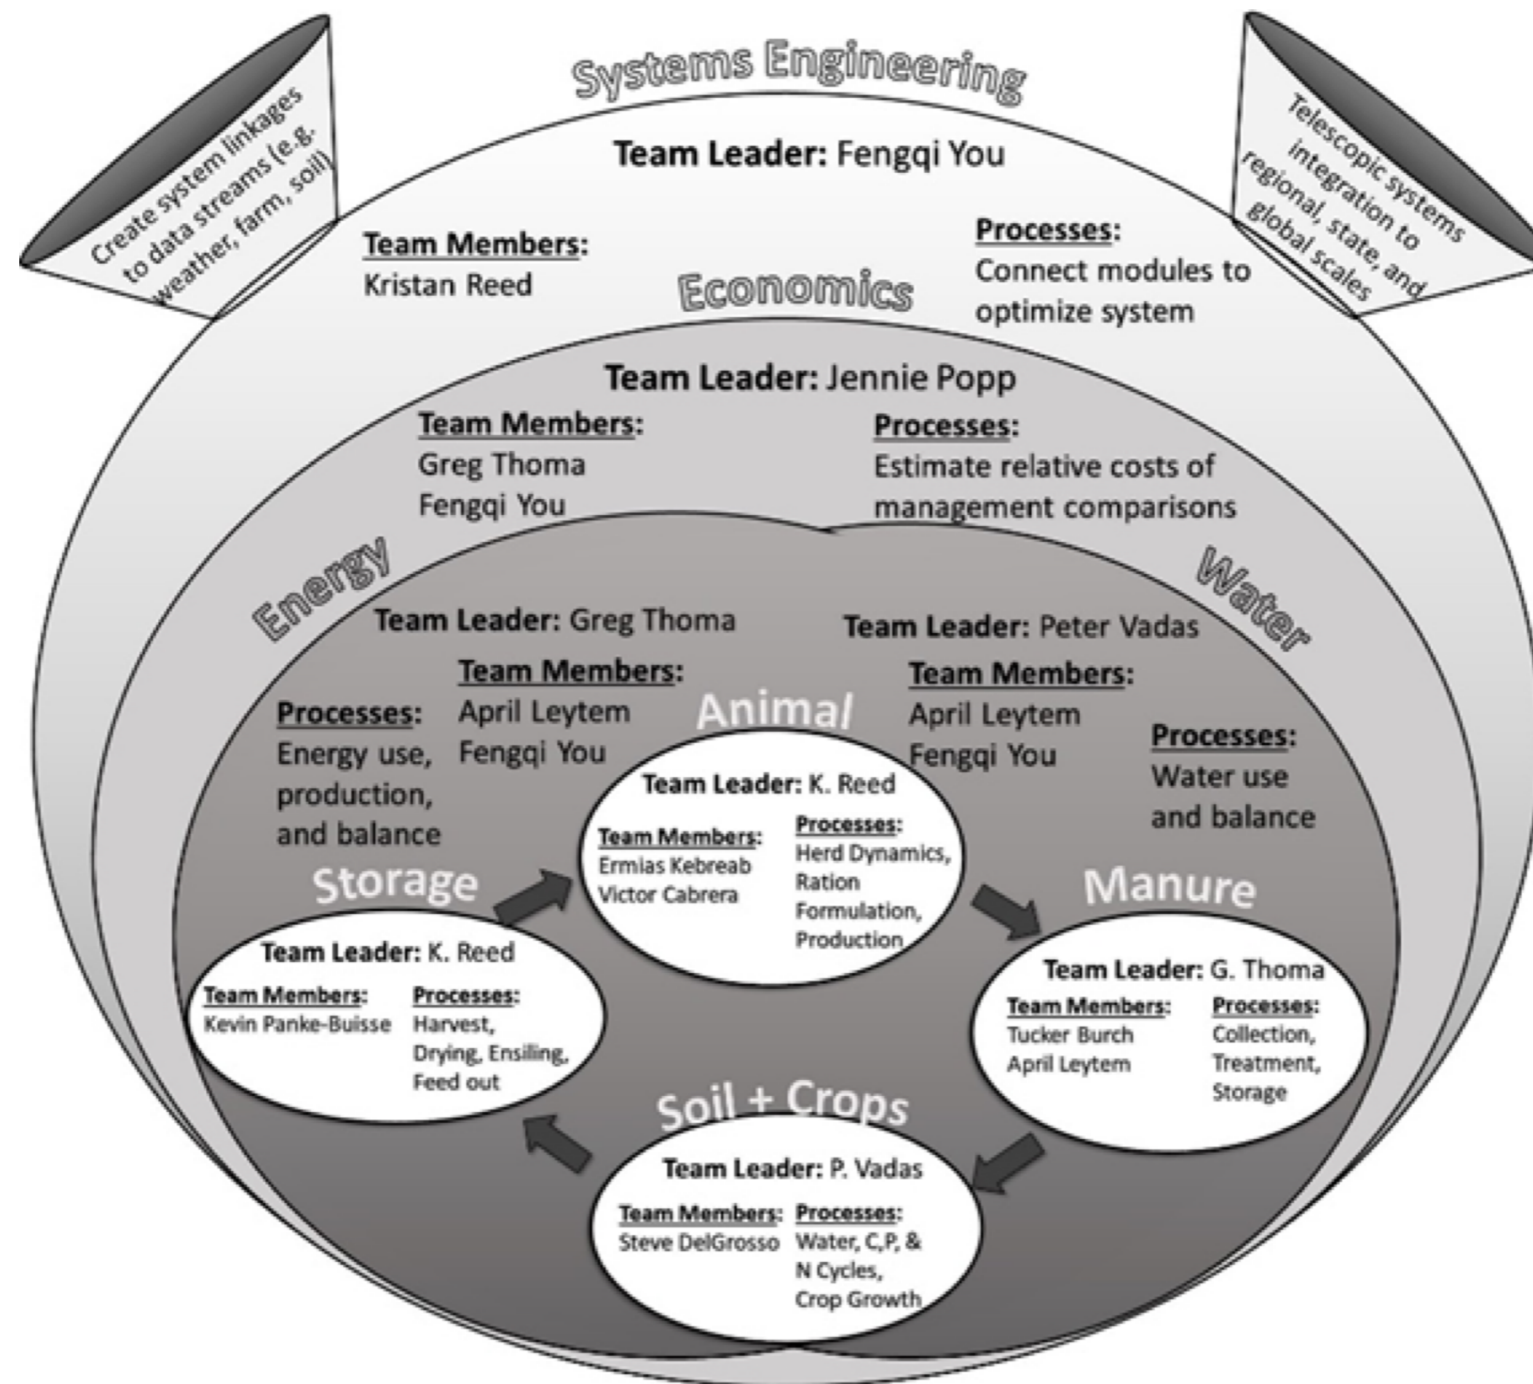 Create system linkages
to data streams (e.g.
weather, farm, soil)
Telescopic systems
integration to
regional, state, and
global scales
Systems Engineering
Team Leader: Fengqi You
Team Members:
Kristan Reed
Processes:
Connect modules to
optimize system
Economics
Team Leader: Jennie Popp
Team Members:
Greg Thoma
Fengqi You
Processes:
Estimate relative costs of
management comparisons
Energy
Team Leader: Greg Thoma
Team Members:
April Leytem
Fengqi You
Processes:
Energy use,
production,
and balance
Water
Team Leader: Peter Vadas
Team Members:
April Leytem
Fengqi You
Processes:
Water use
and balance
Animal
Team Leader: K. Reed
Team Members:
Ermias Kebreab
Victor Cabrera
Processes:
Herd Dynamics,
Ration
Formulation,
Production
Storage
Team Leader: K. Reed
Team Members:
Kevin Panke-Buisse
Processes:
Harvest,
Drying, Ensiling,
Feed out
Manure
Team Leader: G. Thoma
Team Members:
Tucker Burch
April Leytem
Processes:
Collection,
Treatment,
Storage
Soil + Crops
Team Leader: P. Vadas
Team Members:
Steve DelGrosso
Processes:
Water, C,P, &
N Cycles,
Crop Growth